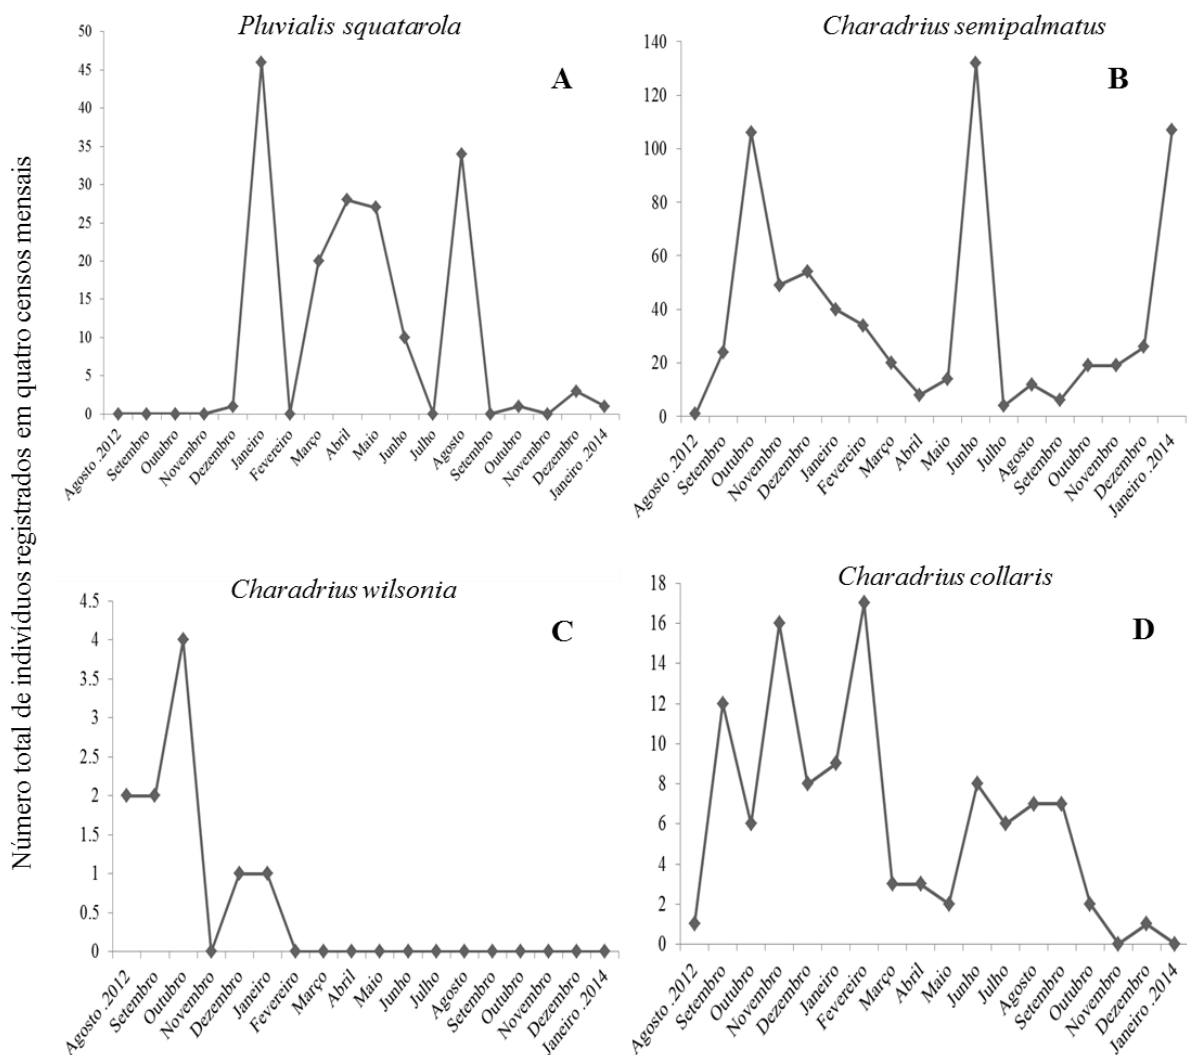 Número total de indivíduos registrados em quatro censos mensais
Pluvialis squatarola
A
50
45
40
35
30
25
20
15
10
5
0
Agosto .2012
Setembro
Outubro
Novembro
Dezembro
Janeiro
Fevereiro
Março
Abril
Maio
Junho
Julho
Agosto
Setembro
Outubro
Novembro
Dezembro
Janeiro .2014
Charadrius semipalmatus
B
140
120
100
80
60
40
20
0
Agosto .2012
Setembro
Outubro
Novembro
Dezembro
Janeiro
Fevereiro
Março
Abril
Maio
Junho
Julho
Agosto
Setembro
Outubro
Novembro
Dezembro
Janeiro .2014
Charadrius wilsonia
C
4.5
4
3.5
3
2.5
2
1.5
1
0.5
0
Agosto .2012
Setembro
Outubro
Novembro
Dezembro
Janeiro
Fevereiro
Março
Abril
Maio
Junho
Julho
Agosto
Setembro
Outubro
Novembro
Dezembro
Janeiro .2014
Charadrius collaris
D
18
16
14
12
10
8
6
4
2
0
Agosto .2012
Setembro
Outubro
Novembro
Dezembro
Janeiro
Fevereiro
Março
Abril
Maio
Junho
Julho
Agosto
Setembro
Outubro
Novembro
Dezembro
Janeiro .2014